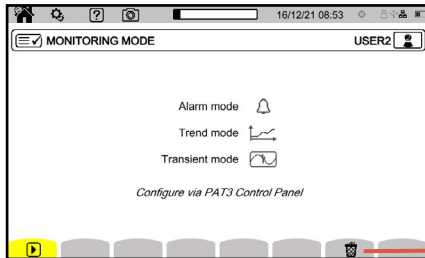 16/12/21 08:53
MONITORING MODE
USER2
Alarm mode
Trend mode
Transient mode
Configure via PAT3 Control Panel